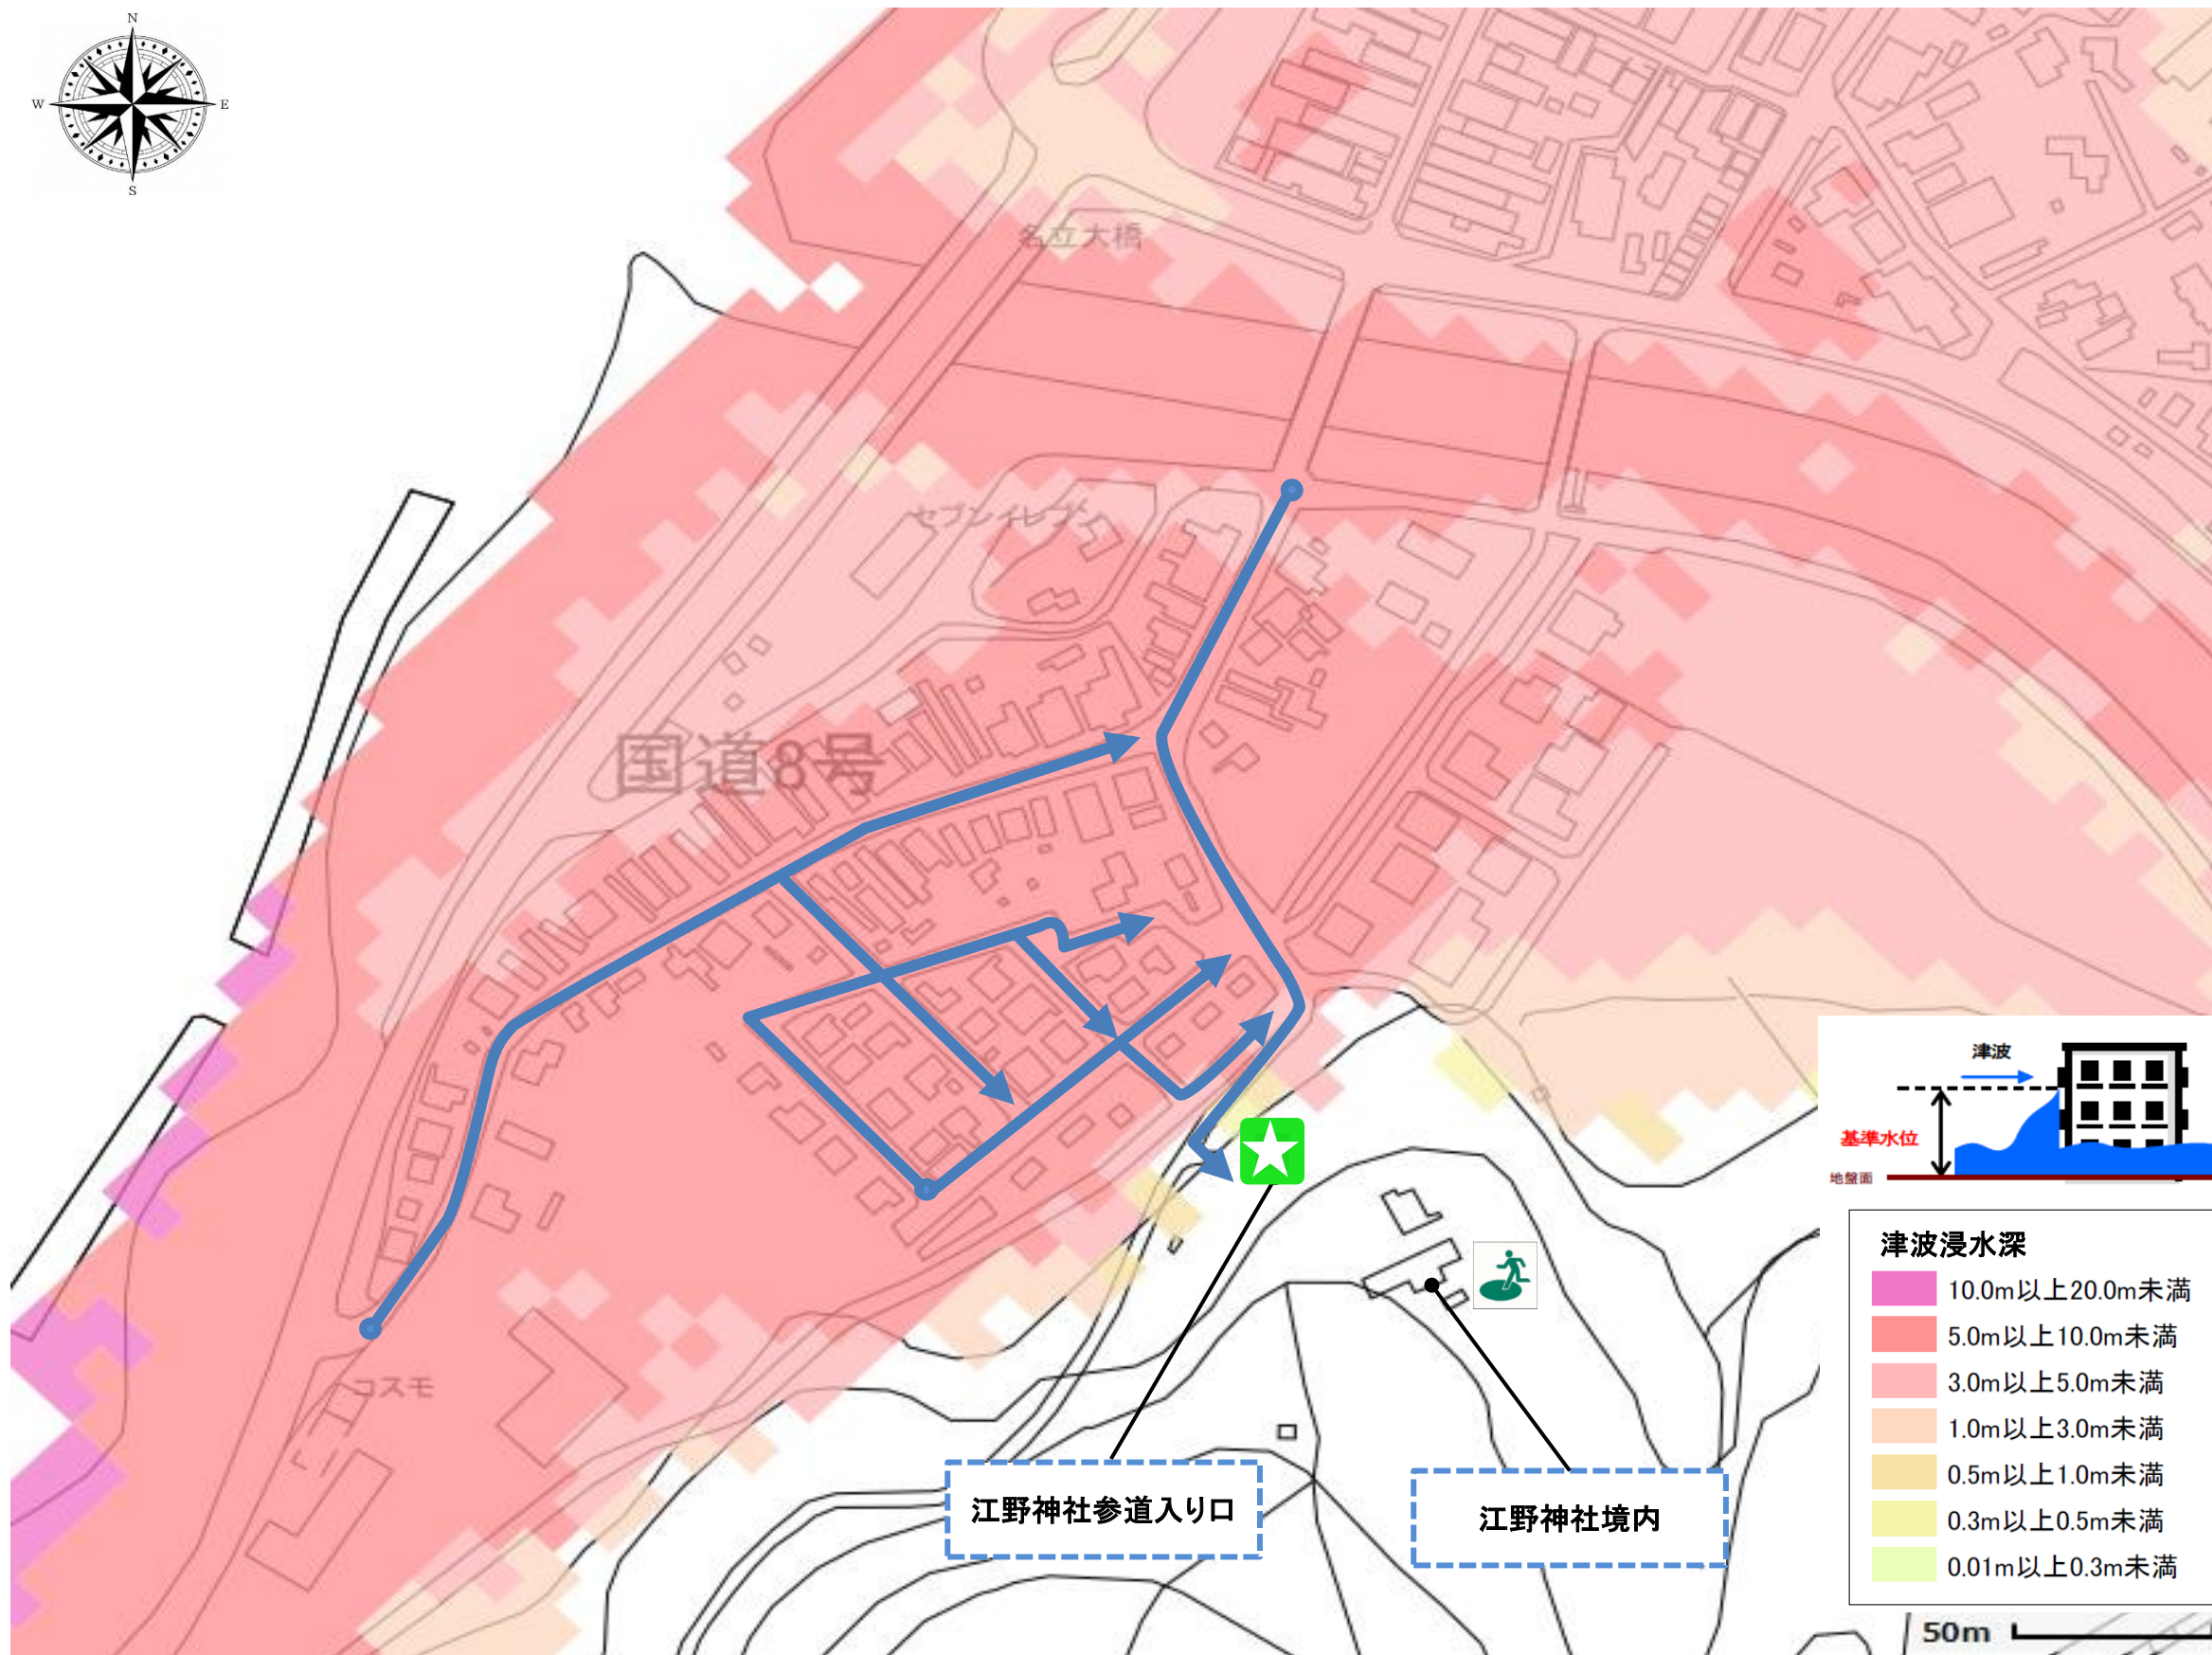 N
W
E
S
名立大橋
セブンイレブン
国道8号
津波
基準水位
地盤面
コスモ
津波浸水深
10.0m以上20.0m未満
5.0m以上10.0m未満
3.0m以上5.0m未満
1.0m以上3.0m未満
0.5m以上1.0m未満
0.3m以上0.5m未満
0.01m以上0.3m未満
江野神社参道入り口
江野神社境内
50m